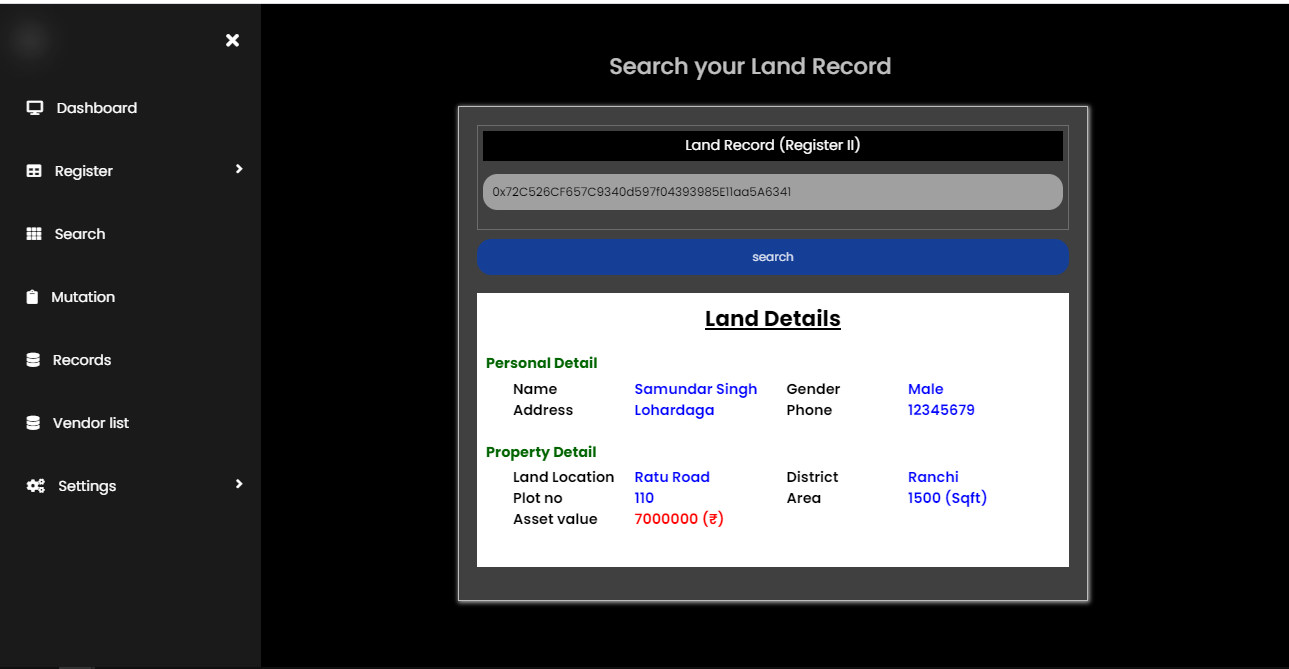 Dashboard
Register
Search
Mutation
Records
Vendor list
Settings
Search your Land Record
Land Record (Register II)
0x72C526CF657C9340d597f04393985E11aa5A6341
search
Land Details
Personal Detail
Name Samundar Singh Gender Male
Address Lohardaga Phone 12345679
Property Detail
Land Location Ratu Road District Ranchi
Plot no 110 Area 1500 (Sqft)
Asset value 7000000 (₹)